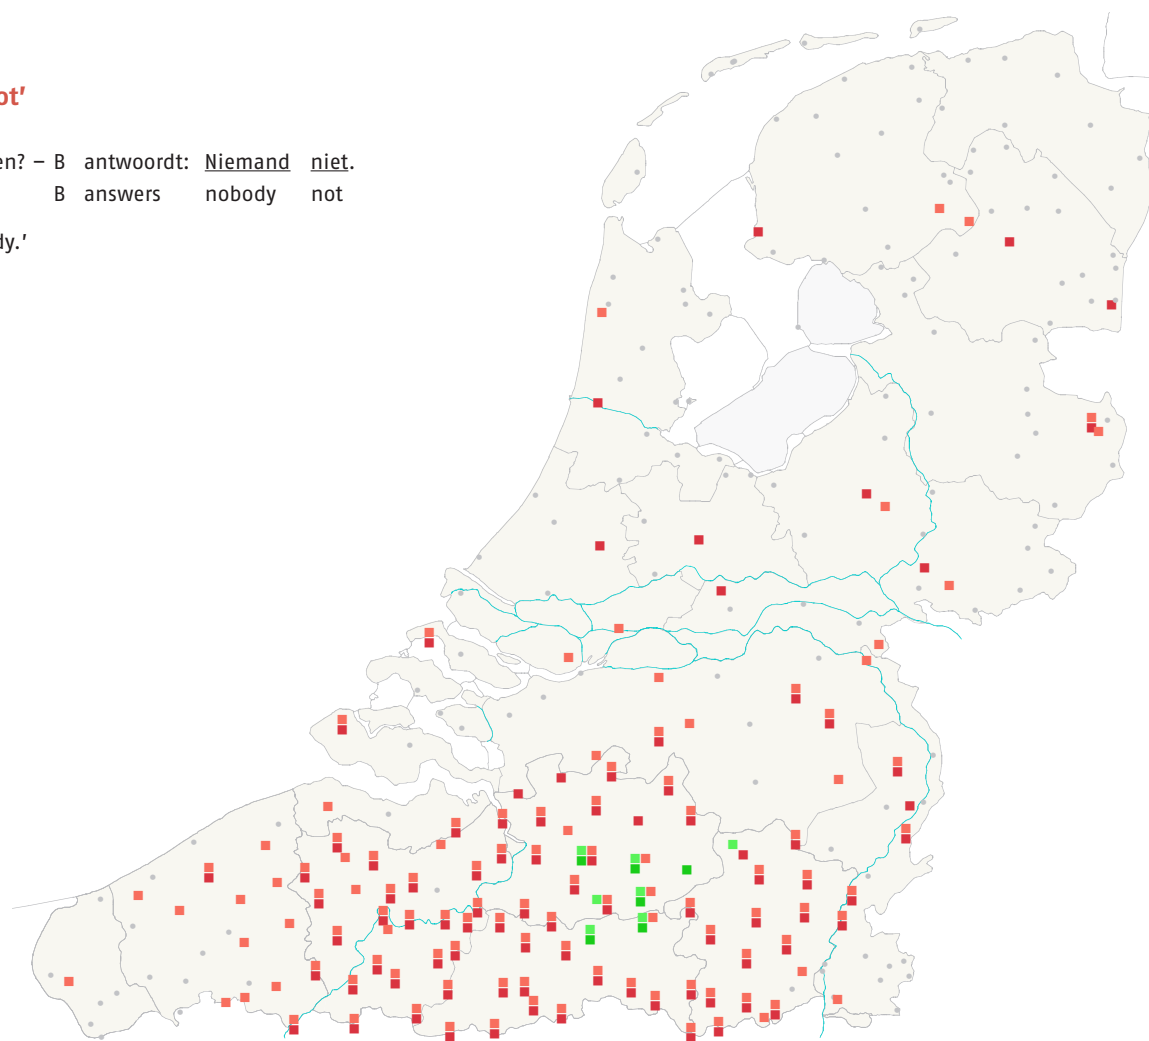 ot’
en? – B antwoordt: Niemand niet.
B answers nobody not
dy.’